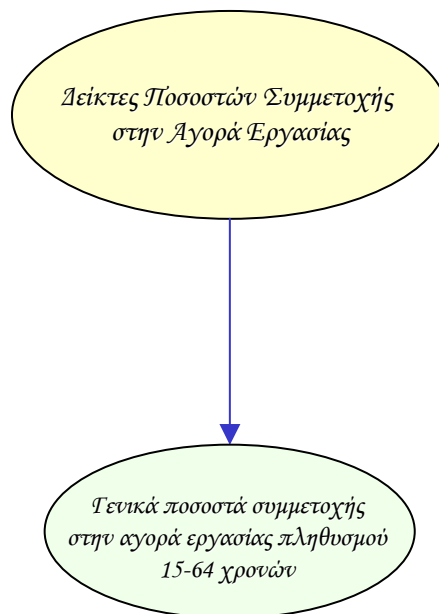 Δείκτες Ποσοστών Συμμετοχής
στην Αγορά Εργασίας
Γενικά ποσοστά συμμετοχής
στην αγορά εργασίας πληθυσμού
15-64 χρονών